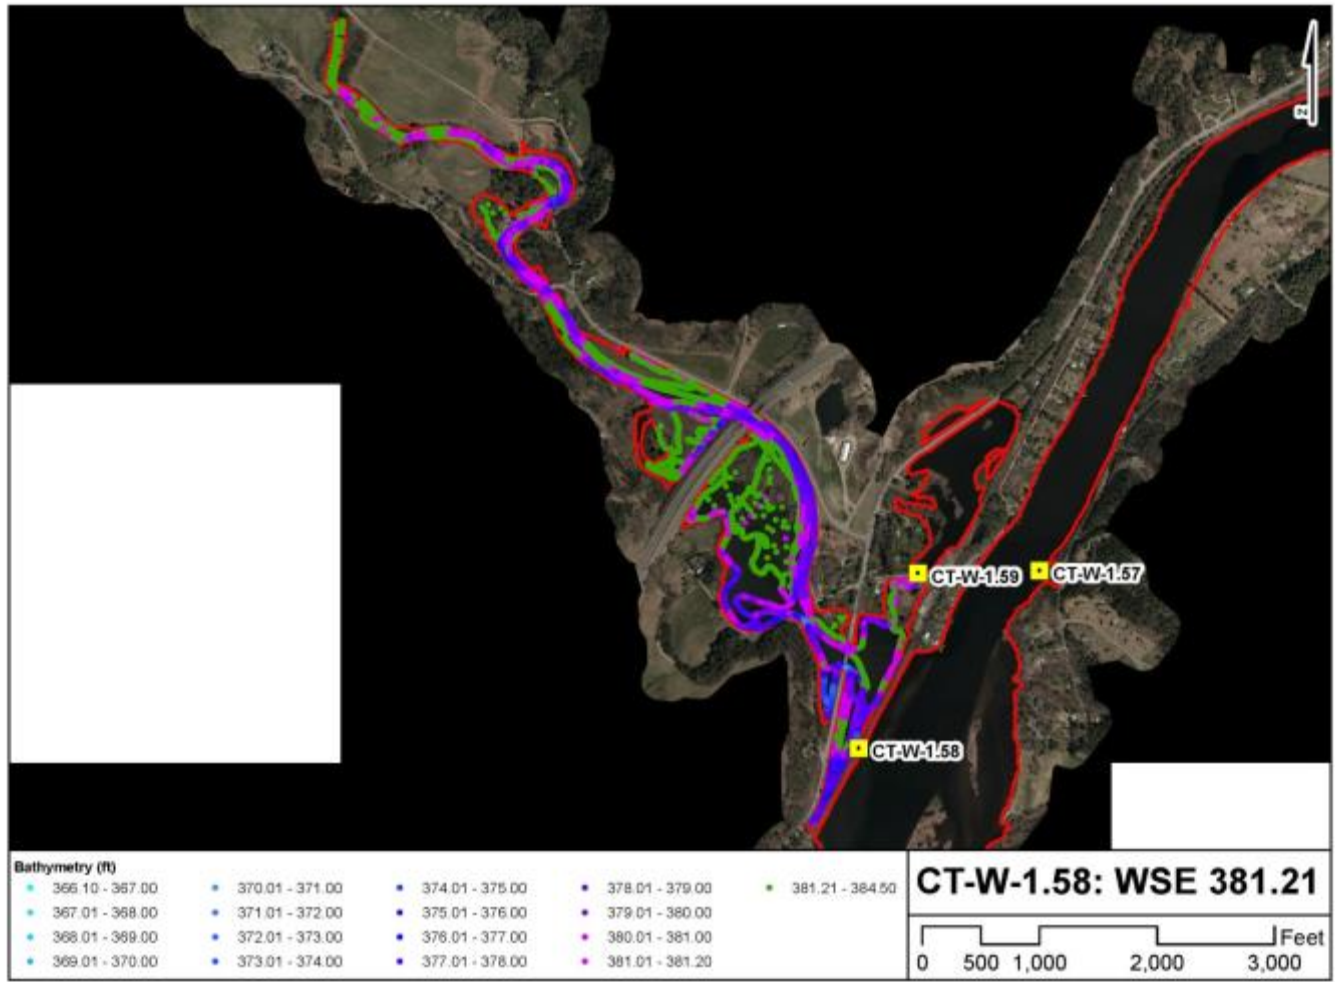 N
CT-W-1.59
CT-W-1.57
CT-W-1.58
Bathymetry (ft)
366.10 - 367.00
367.01 - 368.00
368.01 - 369.00
369.01 - 370.00
370.01 - 371.00
371.01 - 372.00
372.01 - 373.00
373.01 - 374.00
374.01 - 375.00
375.01 - 376.00
376.01 - 377.00
377.01 - 378.00
378.01 - 379.00
379.01 - 380.00
380.01 - 381.00
381.01 - 381.20
381.21 - 384.50
CT-W-1.58: WSE 381.21
Feet
0 500 1,000 2,000 3,000